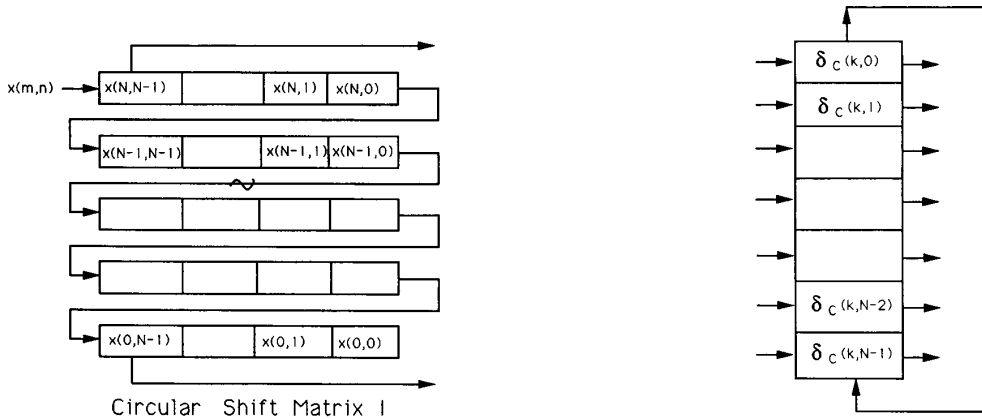 x(m,n)
x(N,N-1) x(N,1) x(N,0)
x(N-1,N-1) x(N-1,1) x(N-1,0)
x(0,N-1) x(0,1) x(0,0)
Circular Shift Matrix I
δ C (k,0)
δ C (k,1)
δ C (k,N-2)
δ C (k,N-1)